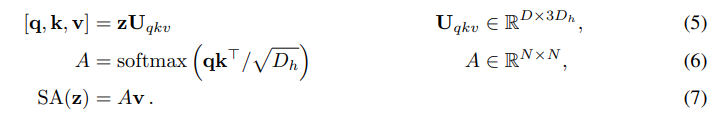 [q, k, v] = zU_{qkv}    U_{qkv} ∈ ℝ^{D×3D_h},    (5)
A = softmax(qk^⊤/√D_h)    A ∈ ℝ^{N×N},    (6)
SA(z) = Av.    (7)